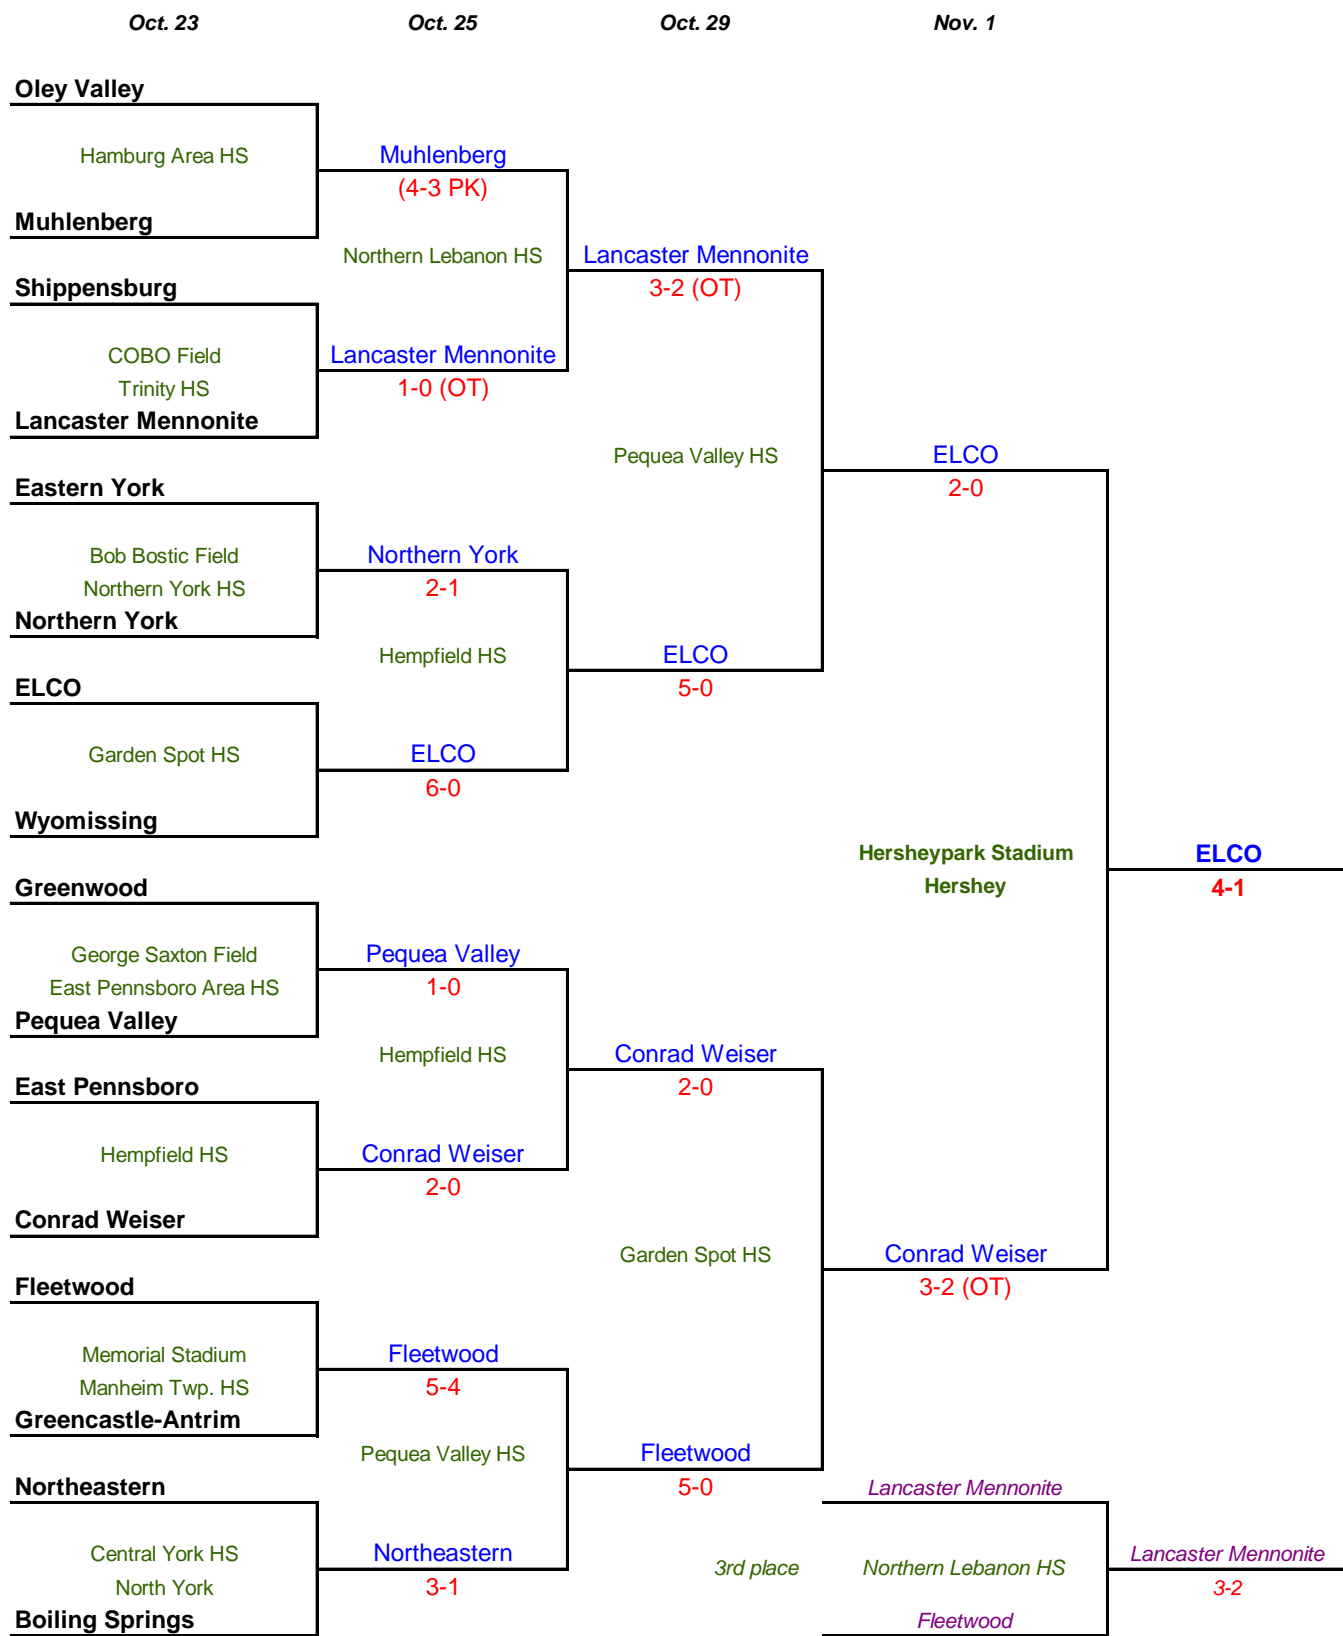 Oct. 23 Oct. 25 Oct. 29 Nov. 1
Oley Valley
Hamburg Area HS Muhlenberg
(4-3 PK)
Muhlenberg
Northern Lebanon HS Lancaster Mennonite
Shippensburg 3-2 (OT)
COBO Field Lancaster Mennonite
Trinity HS 1-0 (OT)
Lancaster Mennonite
Pequea Valley HS ELCO
Eastern York 2-0
Bob Bostic Field Northern York
Northern York HS 2-1
Northern York
Hempfield HS ELCO
ELCO 5-0
Garden Spot HS ELCO
6-0
Wyomissing
Hersheypark Stadium ELCO
Greenwood Hershey 4-1
George Saxton Field Pequea Valley
East Pennsboro Area HS 1-0
Pequea Valley
Hempfield HS Conrad Weiser
East Pennsboro 2-0
Hempfield HS Conrad Weiser
2-0
Conrad Weiser
Garden Spot HS Conrad Weiser
Fleetwood 3-2 (OT)
Memorial Stadium Fleetwood
Manheim Twp. HS 5-4
Greencastle-Antrim
Pequea Valley HS Fleetwood
Northeastern 5-0 Lancaster Mennonite
Central York HS Northeastern 3rd place Northern Lebanon HS Lancaster Mennonite
North York 3-1 3-2
Boiling Springs Fleetwood